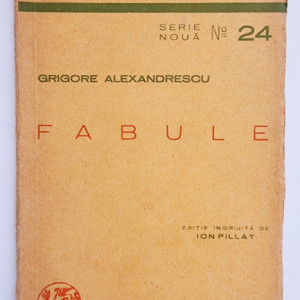 SERIE
NOUĂ № 24
GRIGORE ALEXANDRESCU
FABULE
EDIȚIE ÎNGRIJITĂ DE
ION PILLAT